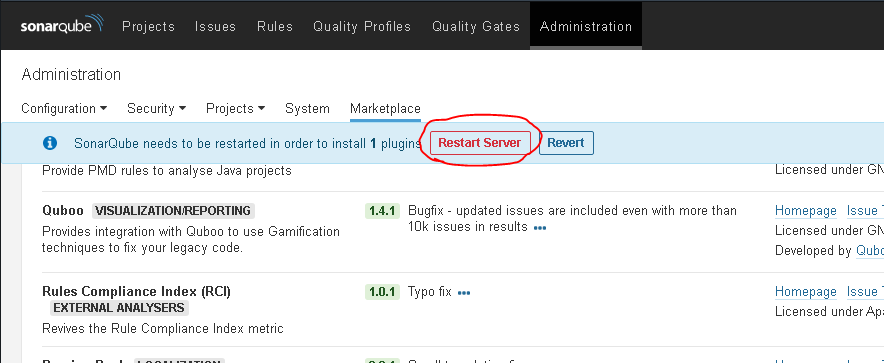 sonarqube Projects Issues Rules Quality Profiles Quality Gates Administration
Administration
Configuration Security Projects System Marketplace
SonarQube needs to be restarted in order to install 1 plugins Restart Server Revert
Provide PMD rules to analyse Java projects Licensed under GN
Quboo VISUALIZATION/REPORTING 1.4.1 Bugfix - updated issues are included even with more than Homepage Issue T
Provides integration with Quboo to use Gamification 10k issues in results ••• Licensed under GN
techniques to fix your legacy code. Developed by Qubo
Rules Compliance Index (RCI) 1.0.1 Typo fix ••• Homepage Issue T
EXTERNAL ANALYSERS Licensed under Apa
Revives the Rule Compliance Index metric